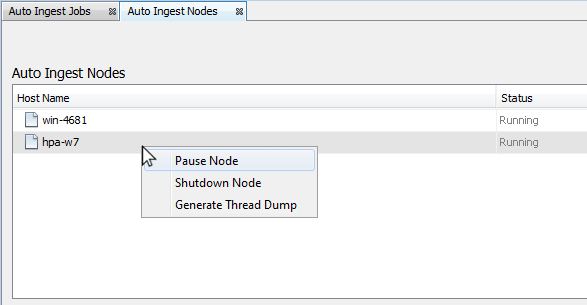 Auto Ingest Jobs Auto Ingest Nodes
Auto Ingest Nodes
Host Name Status
win-4681 Running
hpa-w7 Running
Pause Node
Shutdown Node
Generate Thread Dump